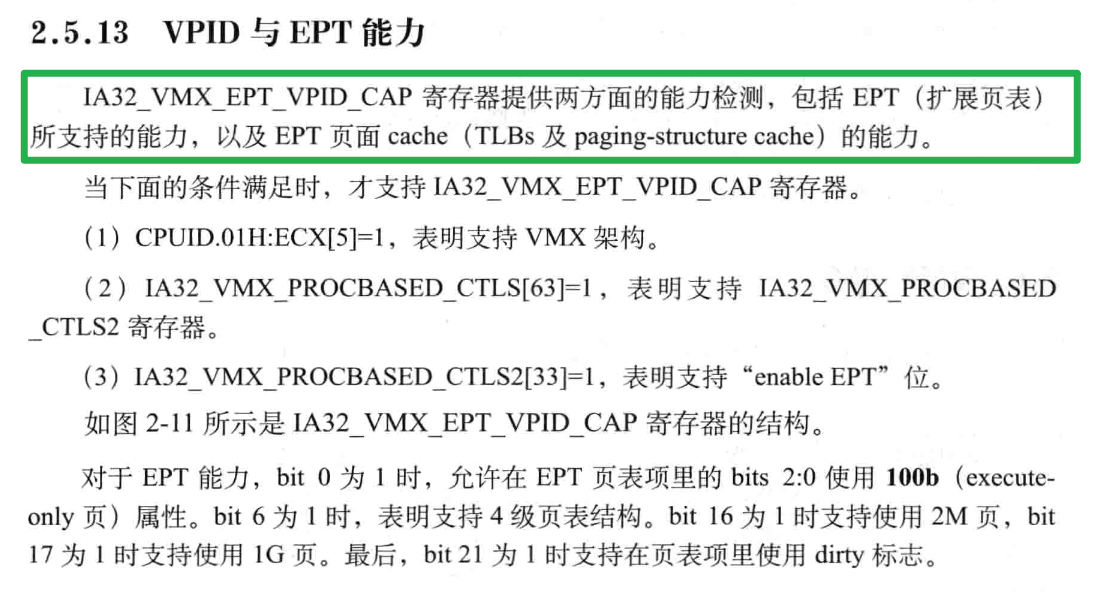 2.5.13 VPID 与 EPT 能力
IA32_VMX_EPT_VPID_CAP 寄存器提供两方面的能力检测，包括 EPT（扩展页表）
所支持的能力，以及 EPT 页面 cache（TLBs 及 paging-structure cache）的能力。
当下面的条件满足时，才支持 IA32_VMX_EPT_VPID_CAP 寄存器。
（1）CPUID.01H:ECX[5]=1，表明支持 VMX 架构。
（2）IA32_VMX_PROCBASED_CTLS[63]=1，表明支持 IA32_VMX_PROCBASED
_CTLS2 寄存器。
（3）IA32_VMX_PROCBASED_CTLS2[33]=1，表明支持“enable EPT”位。
如图 2-11 所示是 IA32_VMX_EPT_VPID_CAP 寄存器的结构。
对于 EPT 能力，bit 0 为 1 时，允许在 EPT 页表项里的 bits 2:0 使用 100b（execute-
only 页）属性。bit 6 为 1 时，表明支持 4 级页表结构。bit 16 为 1 时支持使用 2M 页，bit
17 为 1 时支持使用 1G 页。最后，bit 21 为 1 时支持在页表项里使用 dirty 标志。